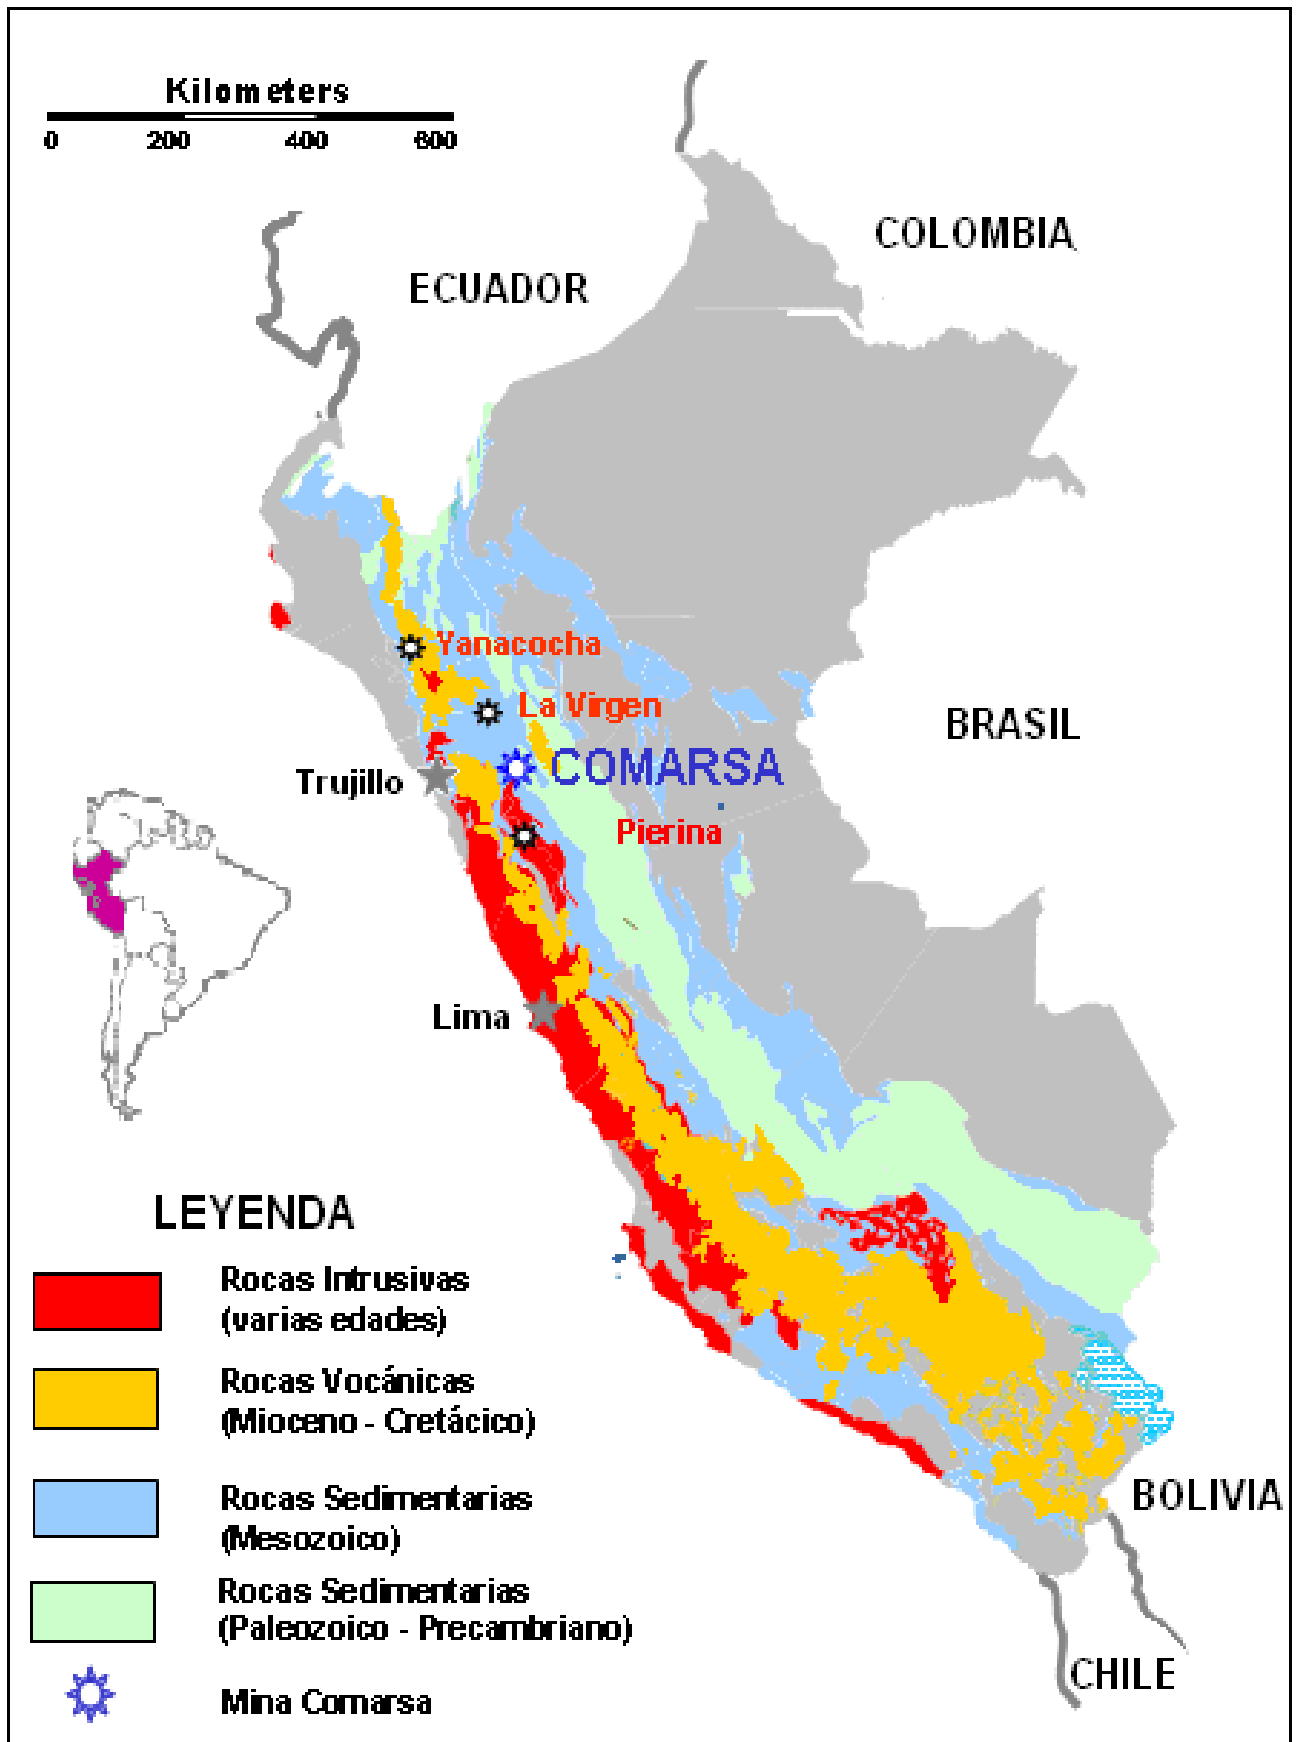 Kilometers
0 200 400 600
COLOMBIA
ECUADOR
Yanacocha
La Virgen
BRASIL
COMARSA
Trujillo
Pierina
Lima
LEYENDA
Rocas Intrusivas
(varias edades)
Rocas Vocánicas
(Mioceno - Cretácico)
Rocas Sedimentarias
(Mesozoico)
BOLIVIA
Rocas Sedimentarias
(Paleozoico - Precambriano)
CHILE
Mina Comarsa